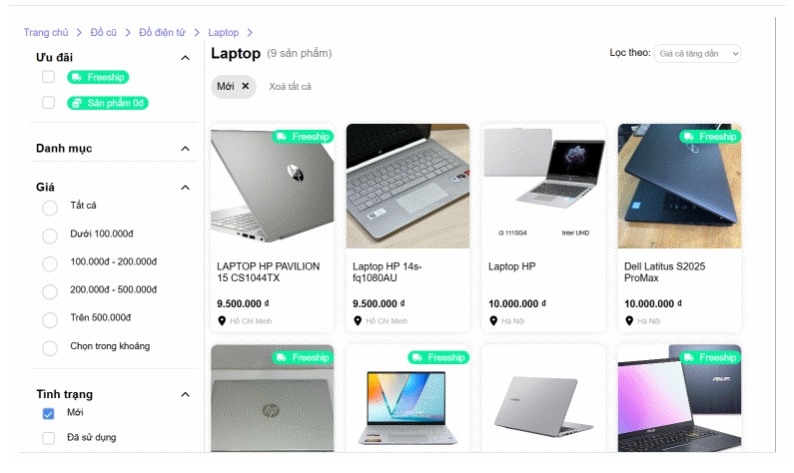 Trang chủ > Đồ cũ > Đồ điện tử > Laptop >
Ưu đãi
Freeship
Sản phẩm 0đ
Danh mục
Giá
Tất cả
Dưới 100.000đ
100.000đ - 200.000đ
200.000đ - 500.000đ
Trên 500.000đ
Chọn trong khoảng
Tình trạng
Mới
Đã sử dụng
Laptop (9 sản phẩm)
Lọc theo: Giá cả tăng dần
Mới ✕ Xoá tất cả
Freeship
LAPTOP HP PAVILION
15 CS1044TX
9.500.000 đ
Hồ Chí Minh
Laptop HP 14s-
fq1080AU
9.500.000 đ
Hồ Chí Minh
i3 1115G4 Intel UHD
Laptop HP
10.000.000 đ
Hà Nội
Freeship
Dell Latitus S2025
ProMax
10.000.000 đ
Hà Nội
Freeship
Freeship
Freeship
ASUS